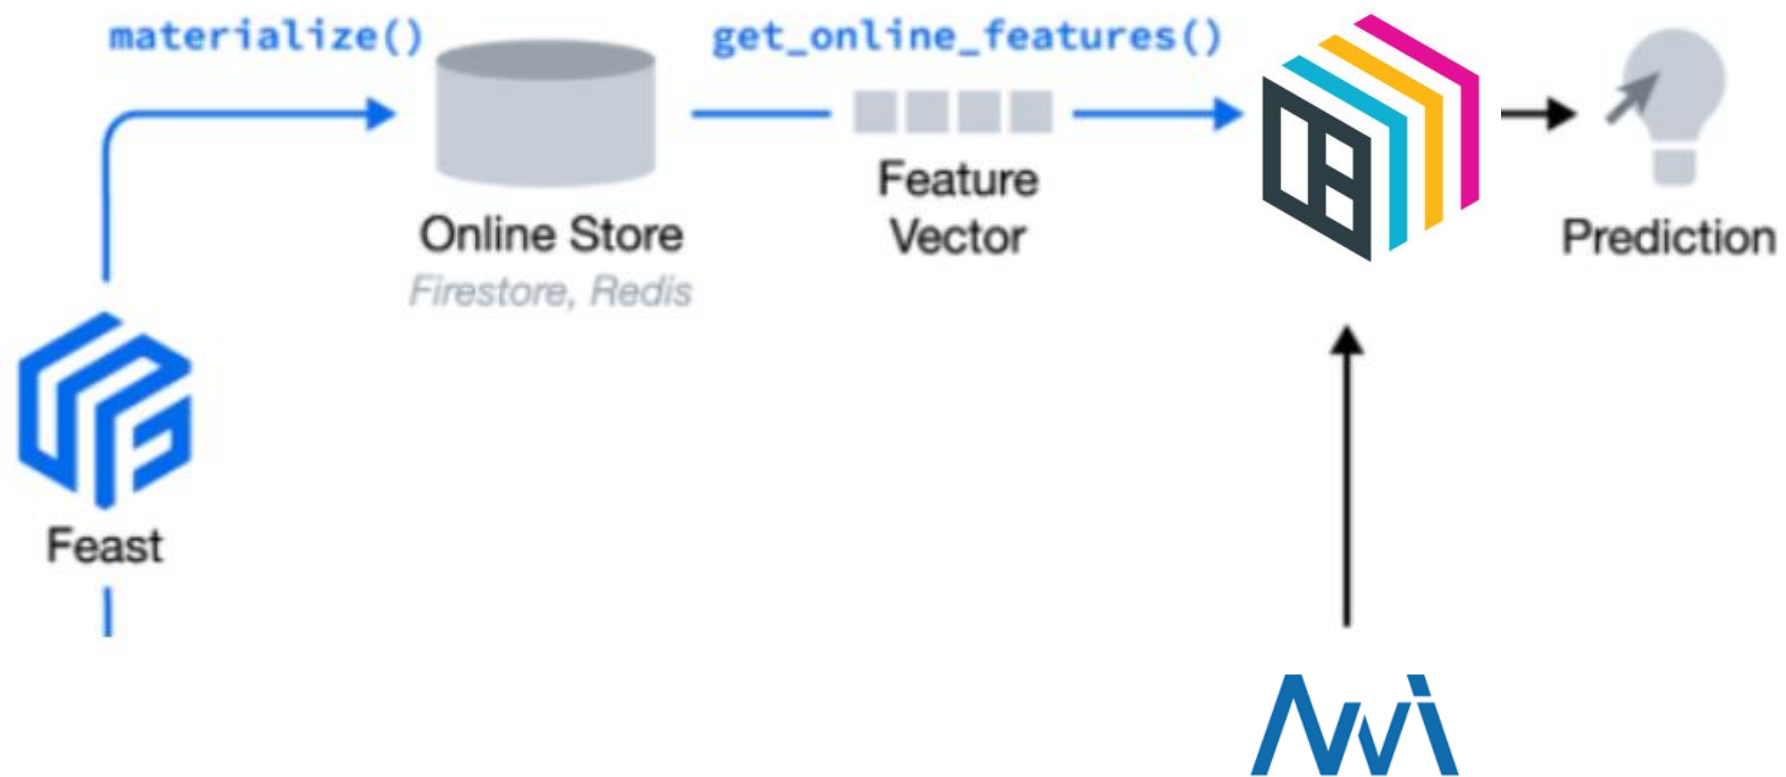 materialize()
get_online_features()
Online Store
Firestore, Redis
Feature
Vector
Prediction
Feast